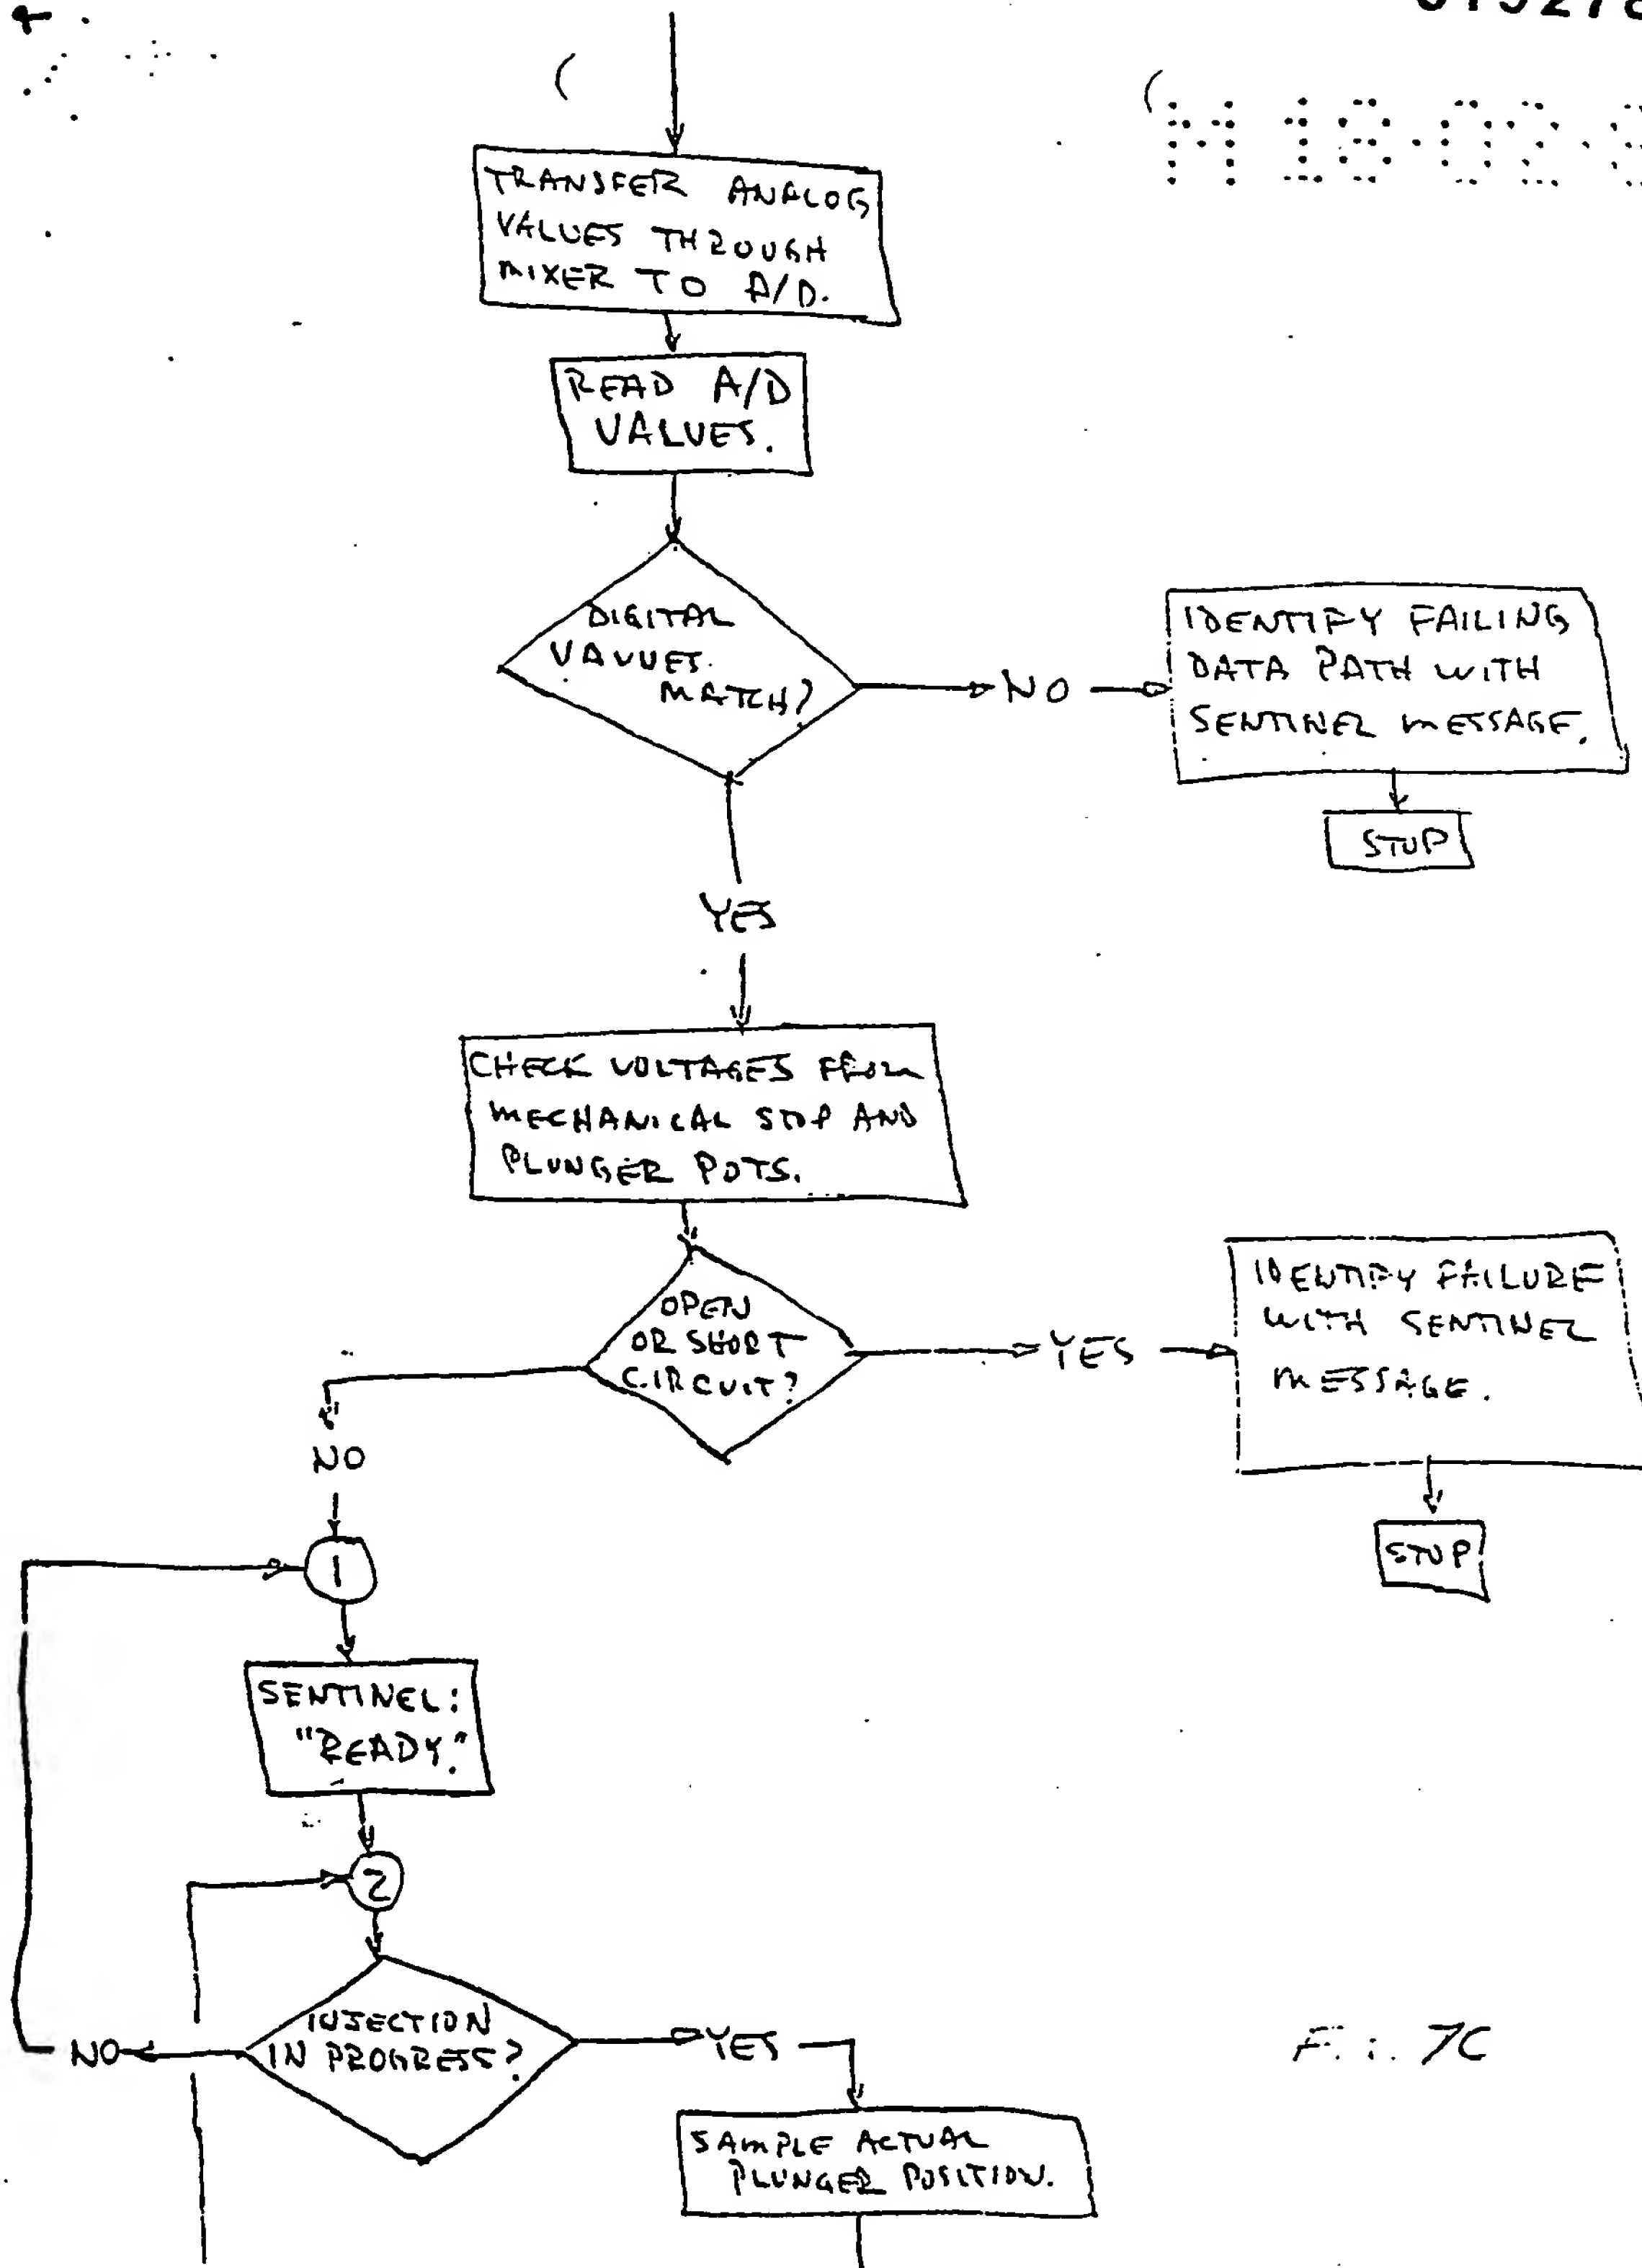 TRANSFER ANALOG
VALUES THROUGH
MIXER TO A/D.
READ A/D
VALUES.
DIGITAL
VAVUES
MATCH?
NO
IDENTIFY FAILING
DATA PATH WITH
SENTINEL MESSAGE.
STOP
YES
CHECK VOLTAGES FROM
MECHANICAL STOP AND
PLUNGER POTS.
OPEN
OR SHORT
CIRCUIT?
YES
IDENTIFY FAILURE
WITH SENTINEL
MESSAGE.
STOP
NO
1
SENTINEL:
"READY."
2
INJECTION
IN PROGRESS?
NO
YES
SAMPLE ACTUAL
PLUNGER POSITION.
7C